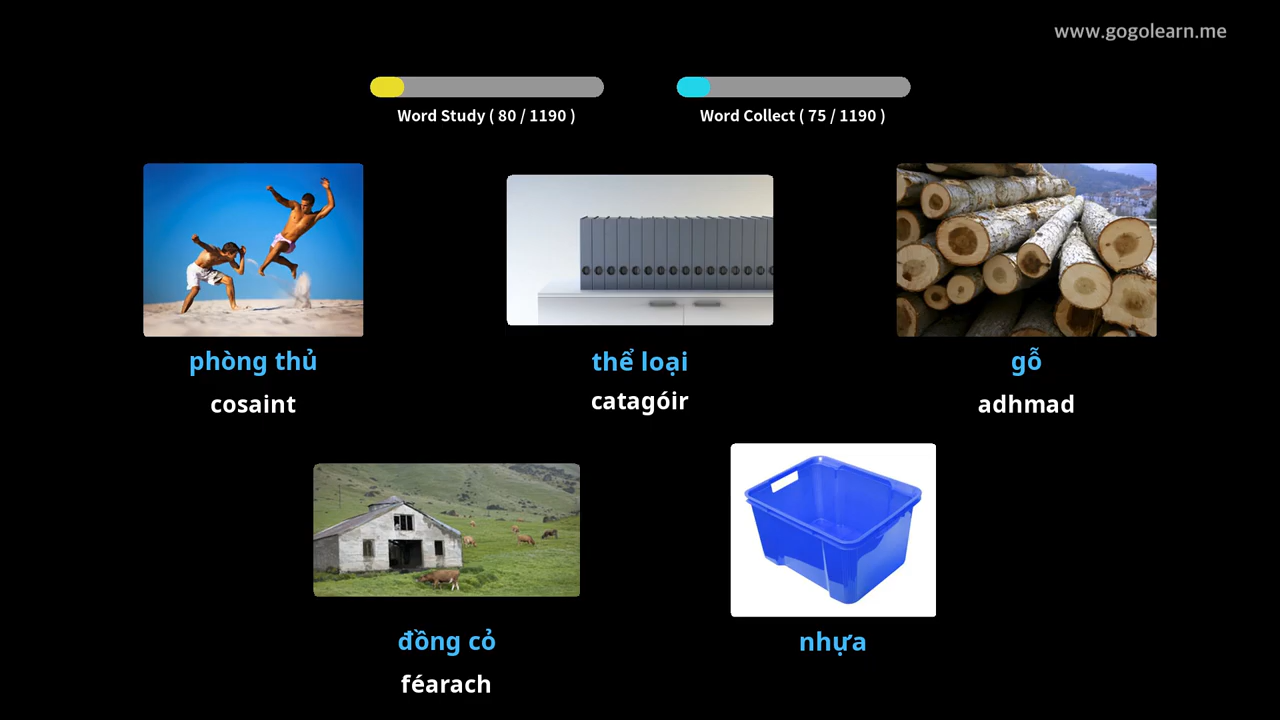 www.gogolearn.me
Word Study ( 80 / 1190 )
Word Collect ( 75 / 1190 )
phòng thủ
cosaint
thể loại
catagóir
gỗ
adhmad
đồng cỏ
féarach
nhựa